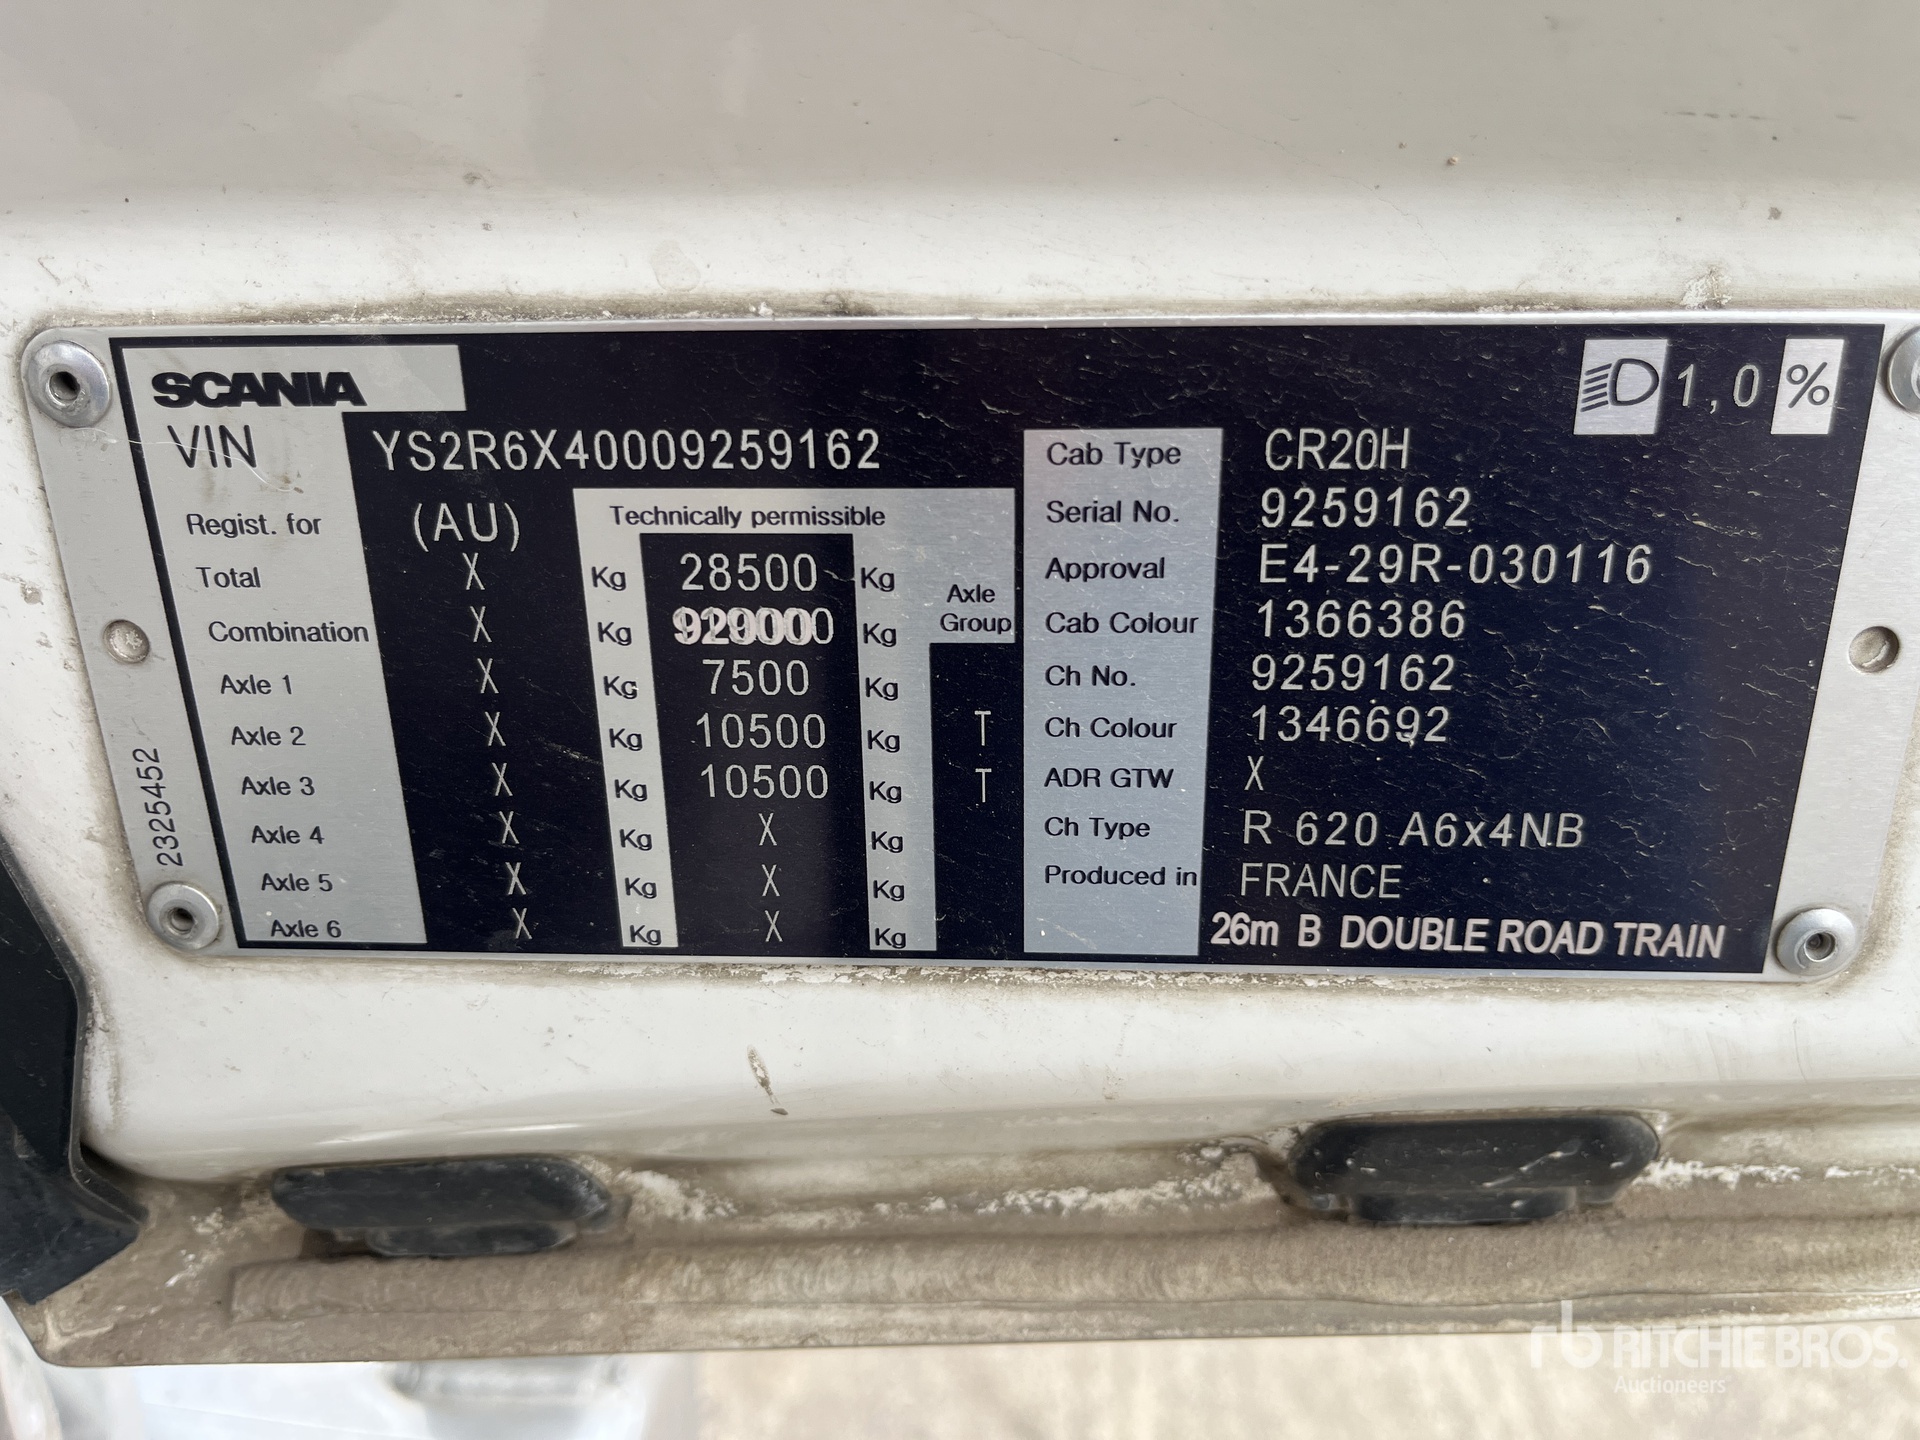 SCANIA
1,0 %
VIN YS2R6X40009259162
Regist. for (AU) Technically permissible
Total X Kg 28500 Kg Axle Group
Combination X Kg Kg
Axle 1 X Kg 7500 Kg
Axle 2 X Kg 10500 Kg T
Axle 3 X Kg 10500 Kg T
Axle 4 X Kg X Kg
Axle 5 X Kg X Kg
Axle 6 X Kg X Kg
2325452
Cab Type CR20H
Serial No. 9259162
Approval E4-29R-030116
Cab Colour 1366386
Ch No. 9259162
Ch Colour 1346692
ADR GTW X
Ch Type R 620 A6x4NB
Produced in FRANCE
26m B DOUBLE ROAD TRAIN
rb RITCHIE BROS.
Auctioneers